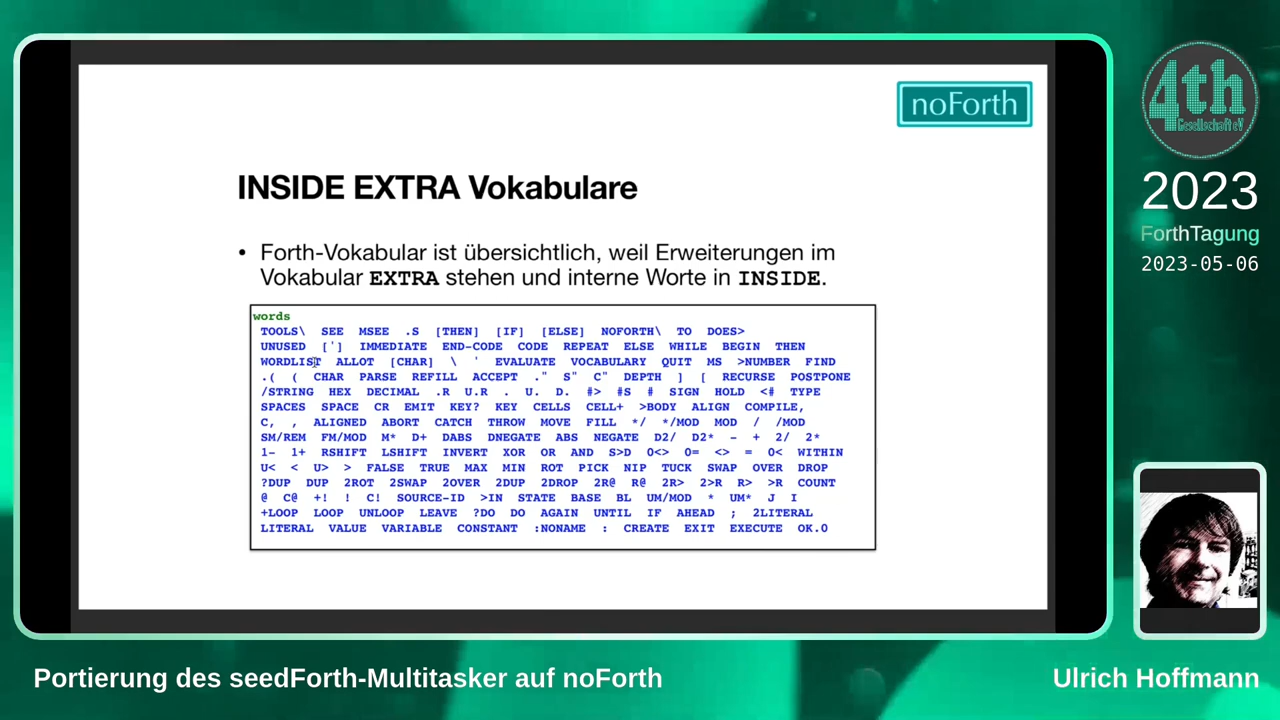 noForth
INSIDE EXTRA Vokabulare
• Forth-Vokabular ist übersichtlich, weil Erweiterungen im
Vokabular EXTRA stehen und interne Worte in INSIDE.
words
TOOLS\ SEE MSEE .S [THEN] [IF] [ELSE] NOFORTH\ TO DOES>
UNUSED ['] IMMEDIATE END-CODE CODE REPEAT ELSE WHILE BEGIN THEN
WORDLIST ALLOT [CHAR] \ ' EVALUATE VOCABULARY QUIT MS >NUMBER FIND
.( ( CHAR PARSE REFILL ACCEPT ." S" C" DEPTH ] [ RECURSE POSTPONE
/STRING HEX DECIMAL .R U.R . U. D. #> #S # SIGN HOLD <# TYPE
SPACES SPACE CR EMIT KEY? KEY CELLS CELL+ >BODY ALIGN COMPILE,
C, , ALIGNED ABORT CATCH THROW MOVE FILL */ */MOD MOD / /MOD
SM/REM FM/MOD M* D+ DABS DNEGATE ABS NEGATE D2/ D2* - + 2/ 2*
1- 1+ RSHIFT LSHIFT INVERT XOR OR AND S>D 0<> 0= <> = 0< WITHIN
U< < U> > FALSE TRUE MAX MIN ROT PICK NIP TUCK SWAP OVER DROP
?DUP DUP 2ROT 2SWAP 2OVER 2DUP 2DROP 2R@ R@ 2R> 2>R R> >R COUNT
@ C@ +! ! C! SOURCE-ID >IN STATE BASE BL UM/MOD * UM* J I
+LOOP LOOP UNLOOP LEAVE ?DO DO AGAIN UNTIL IF AHEAD ; 2LITERAL
LITERAL VALUE VARIABLE CONSTANT :NONAME : CREATE EXIT EXECUTE OK.0
4th
Gesellschaft eV
2023
ForthTagung
2023-05-06
Portierung des seedForth-Multitasker auf noForth
Ulrich Hoffmann